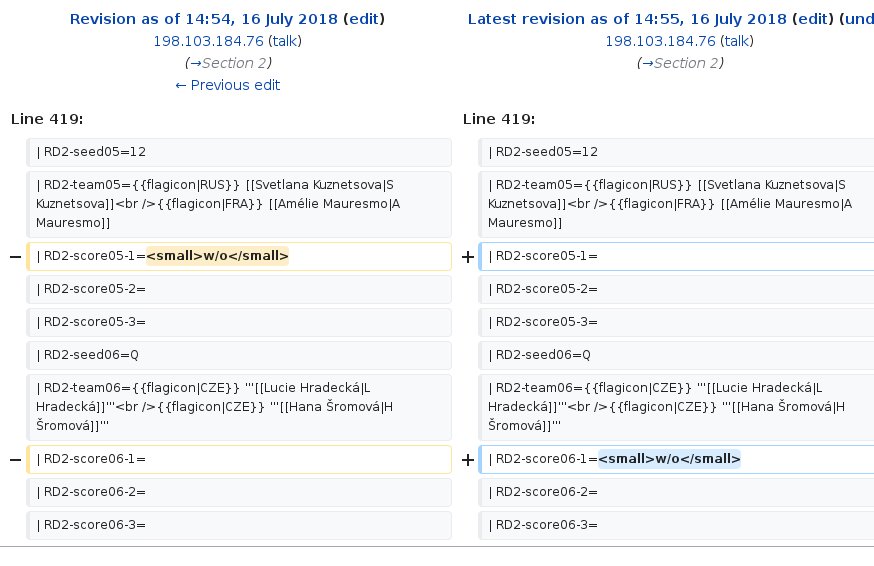 Revision as of 14:54, 16 July 2018 (edit)
198.103.184.76 (talk)
(→Section 2)
← Previous edit
Latest revision as of 14:55, 16 July 2018 (edit) (und
198.103.184.76 (talk)
(→Section 2)
Line 419:
Line 419:
| RD2-seed05=12
| RD2-seed05=12
| RD2-team05={{flagicon|RUS}} [[Svetlana Kuznetsova|S
Kuznetsova]]<br />{{flagicon|FRA}} [[Amélie Mauresmo|A
Mauresmo]]
| RD2-team05={{flagicon|RUS}} [[Svetlana Kuznetsova|S
Kuznetsova]]<br />{{flagicon|FRA}} [[Amélie Mauresmo|A
Mauresmo]]
− | RD2-score05-1=<small>w/o</small>
+ | RD2-score05-1=
| RD2-score05-2=
| RD2-score05-2=
| RD2-score05-3=
| RD2-score05-3=
| RD2-seed06=Q
| RD2-seed06=Q
| RD2-team06={{flagicon|CZE}} '''[[Lucie Hradecká|L
Hradecká]]'''<br />{{flagicon|CZE}} '''[[Hana Šromová|H
Šromová]]'''
| RD2-team06={{flagicon|CZE}} '''[[Lucie Hradecká|L
Hradecká]]'''<br />{{flagicon|CZE}} '''[[Hana Šromová|H
Šromová]]'''
− | RD2-score06-1=
+ | RD2-score06-1=<small>w/o</small>
| RD2-score06-2=
| RD2-score06-2=
| RD2-score06-3=
| RD2-score06-3=